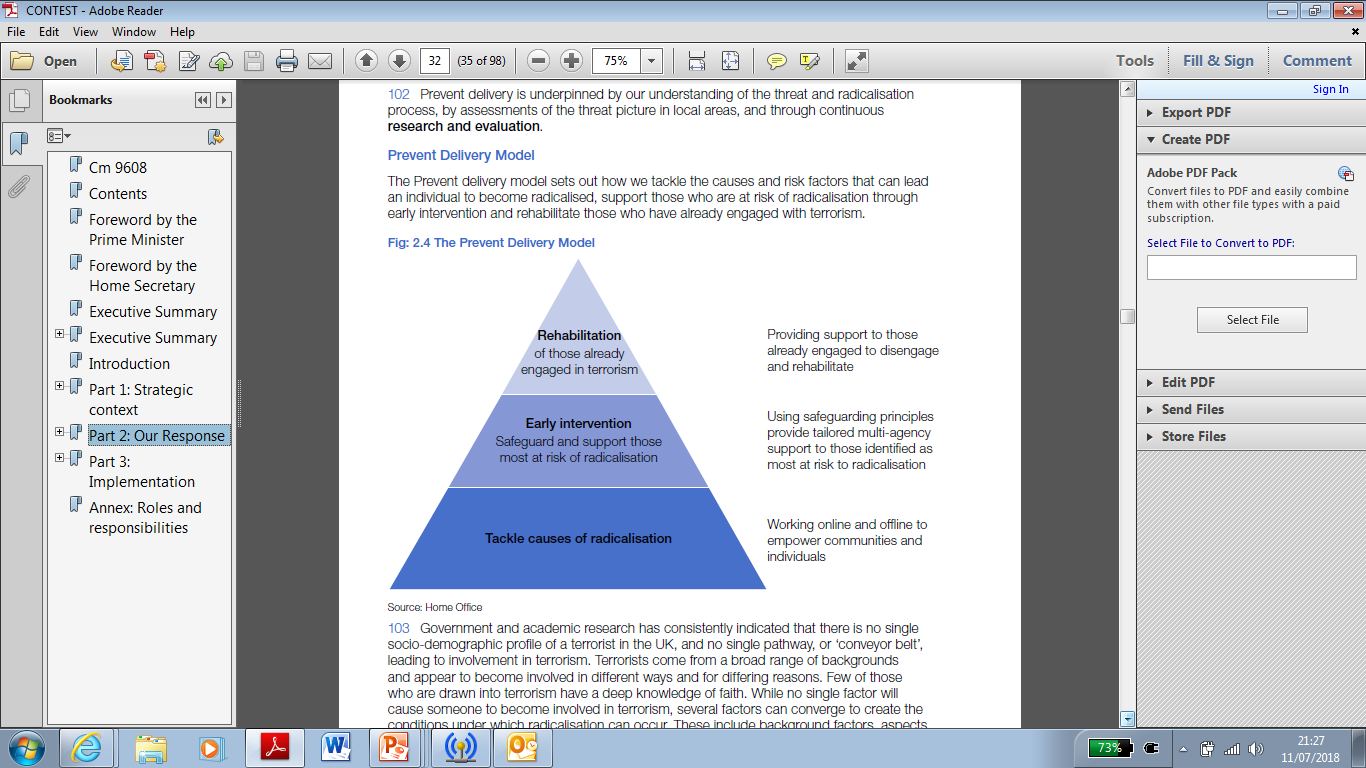 CONTEST - Adobe Reader
File Edit View Window Help
Open 32 (35 of 98) 75% Tools Fill & Sign Comment
Bookmarks
Cm 9608
Contents
Foreword by the
Prime Minister
Foreword by the
Home Secretary
Executive Summary
Executive Summary
Introduction
Part 1: Strategic
context
Part 2: Our Response
Part 3:
Implementation
Annex: Roles and
responsibilities
102 Prevent delivery is underpinned by our understanding of the threat and radicalisation
process, by assessments of the threat picture in local areas, and through continuous
research and evaluation.
Prevent Delivery Model
The Prevent delivery model sets out how we tackle the causes and risk factors that can lead
an individual to become radicalised, support those who are at risk of radicalisation through
early intervention and rehabilitate those who have already engaged with terrorism.
Fig: 2.4 The Prevent Delivery Model
Rehabilitation
of those already
engaged in terrorism
Providing support to those
already engaged to disengage
and rehabilitate
Early intervention
Safeguard and support those
most at risk of radicalisation
Using safeguarding principles
provide tailored multi-agency
support to those identified as
most at risk to radicalisation
Tackle causes of radicalisation
Working online and offline to
empower communities and
individuals
Source: Home Office
103 Government and academic research has consistently indicated that there is no single
socio-demographic profile of a terrorist in the UK, and no single pathway, or ‘conveyor belt’,
leading to involvement in terrorism. Terrorists come from a broad range of backgrounds
and appear to become involved in different ways and for differing reasons. Few of those
who are drawn into terrorism have a deep knowledge of faith. While no single factor will
cause someone to become involved in terrorism, several factors can converge to create the
conditions under which radicalisation can occur. These include background factors, aspects
Sign In
Export PDF
Create PDF
Adobe PDF Pack
Convert files to PDF and easily combine
them with other file types with a paid
subscription.
Select File to Convert to PDF:
Select File
Edit PDF
Send Files
Store Files
73%
21:27
11/07/2018